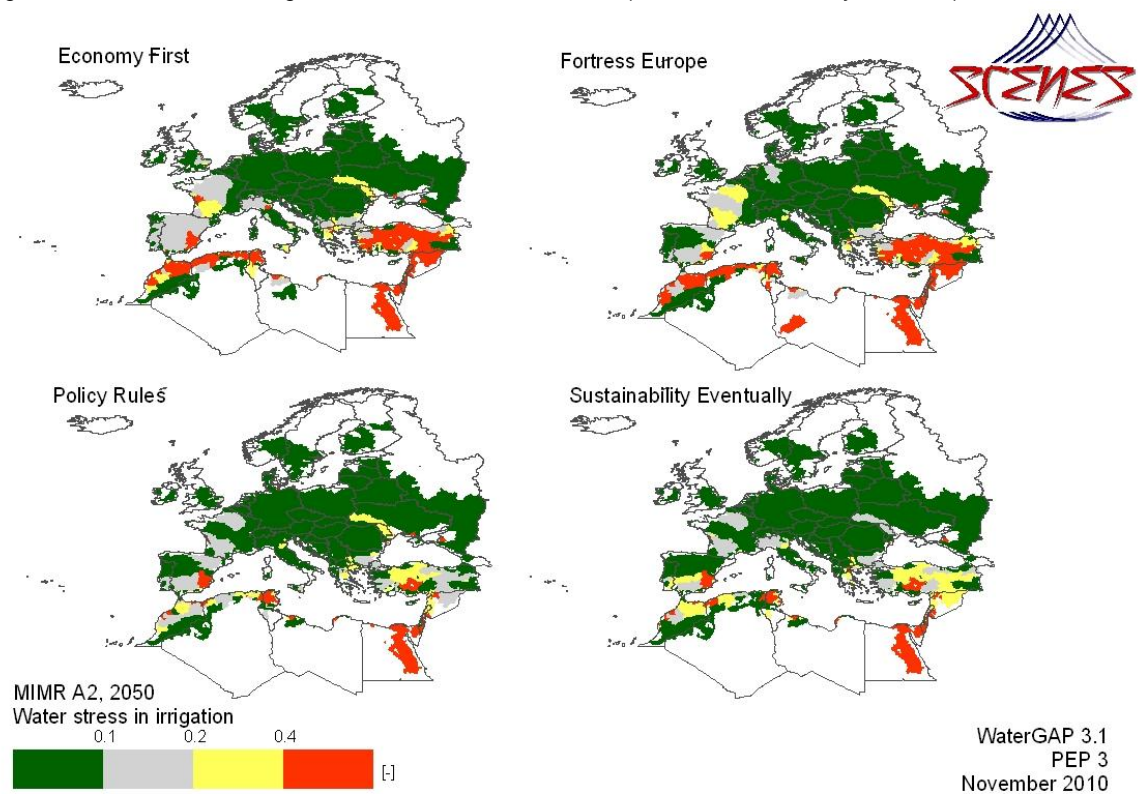 Economy First
Fortress Europe
SCENES
Policy Rules
Sustainability Eventually
MIMR A2, 2050
Water stress in irrigation
0.1 0.2 0.4
[-]
WaterGAP 3.1
PEP 3
November 2010